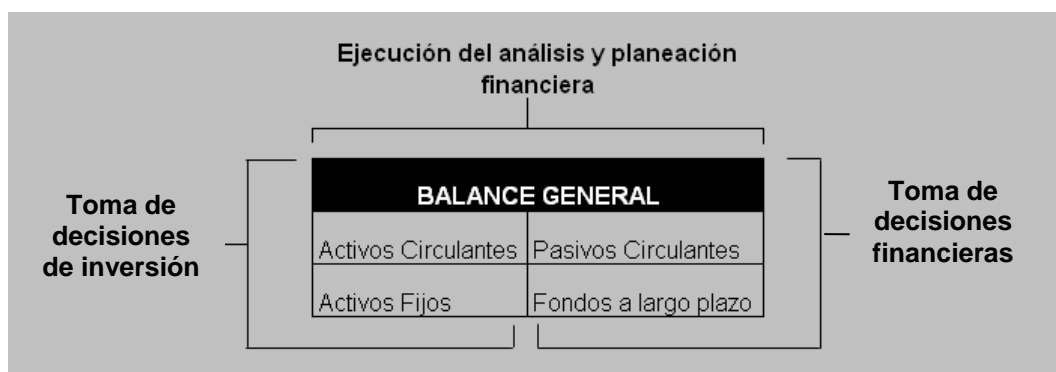 Ejecución del análisis y planeación
financiera
BALANCE GENERAL
Toma de
decisiones
de inversión
Activos Circulantes
Pasivos Circulantes
Activos Fijos
Fondos a largo plazo
Toma de
decisiones
financieras